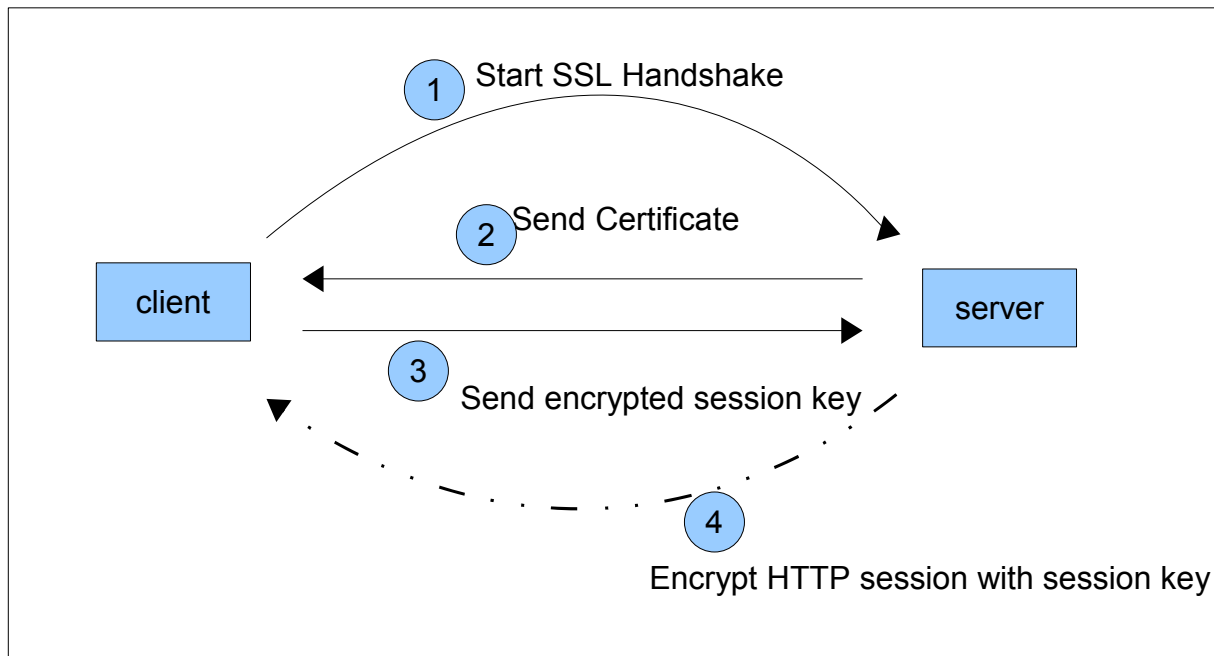 1
Start SSL Handshake
2
Send Certificate
client
server
3
Send encrypted session key
4
Encrypt HTTP session with session key